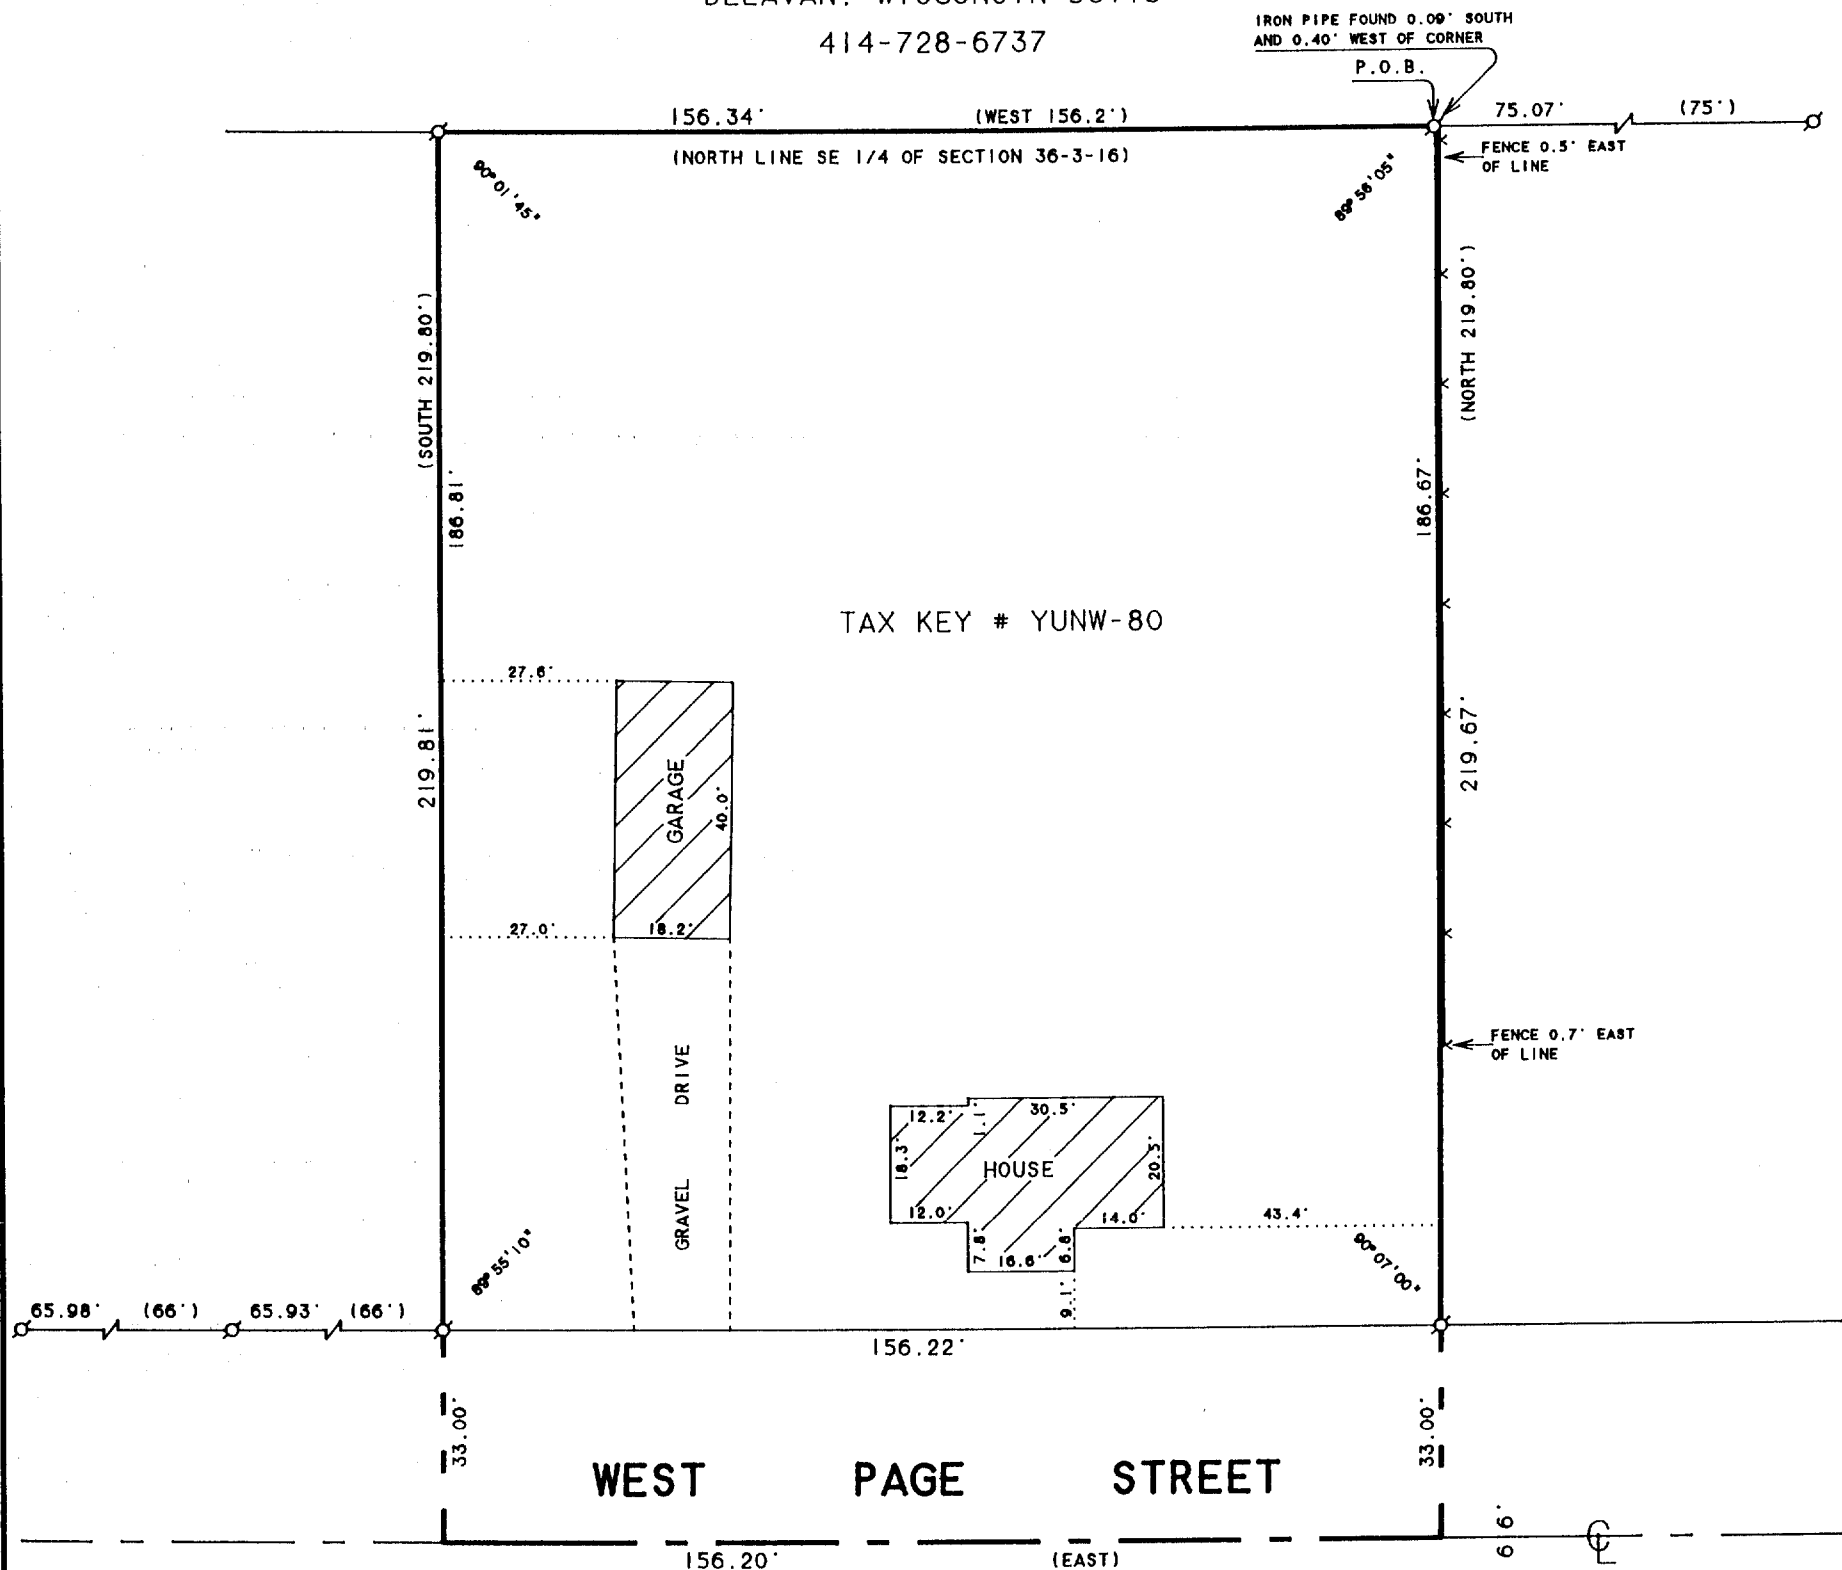 414-728-6737
IRON PIPE FOUND 0.09' SOUTH
AND 0.40' WEST OF CORNER
P.O.B.
156.34'
(WEST 156.2')
75.07'
(75')
(NORTH LINE SE 1/4 OF SECTION 36-3-16)
FENCE 0.5' EAST
OF LINE
90°01'45"
89°56'05"
(SOUTH 219.80')
(NORTH 219.80')
186.81'
186.67'
TAX KEY # YUNW-80
27.6'
219.81'
219.67'
GARAGE
40.0'
27.0'
18.2'
FENCE 0.7' EAST
OF LINE
GRAVEL DRIVE
12.2'
1.1'
30.5'
18.3'
HOUSE
20.5'
12.0'
14.0'
43.4'
7.8'
16.6'
6.8'
9.1'
89°55'10"
90°07'00"
65.98'
(66')
65.93'
(66')
156.22'
33.00'
33.00'
WEST PAGE STREET
66'
156.20'
(EAST)